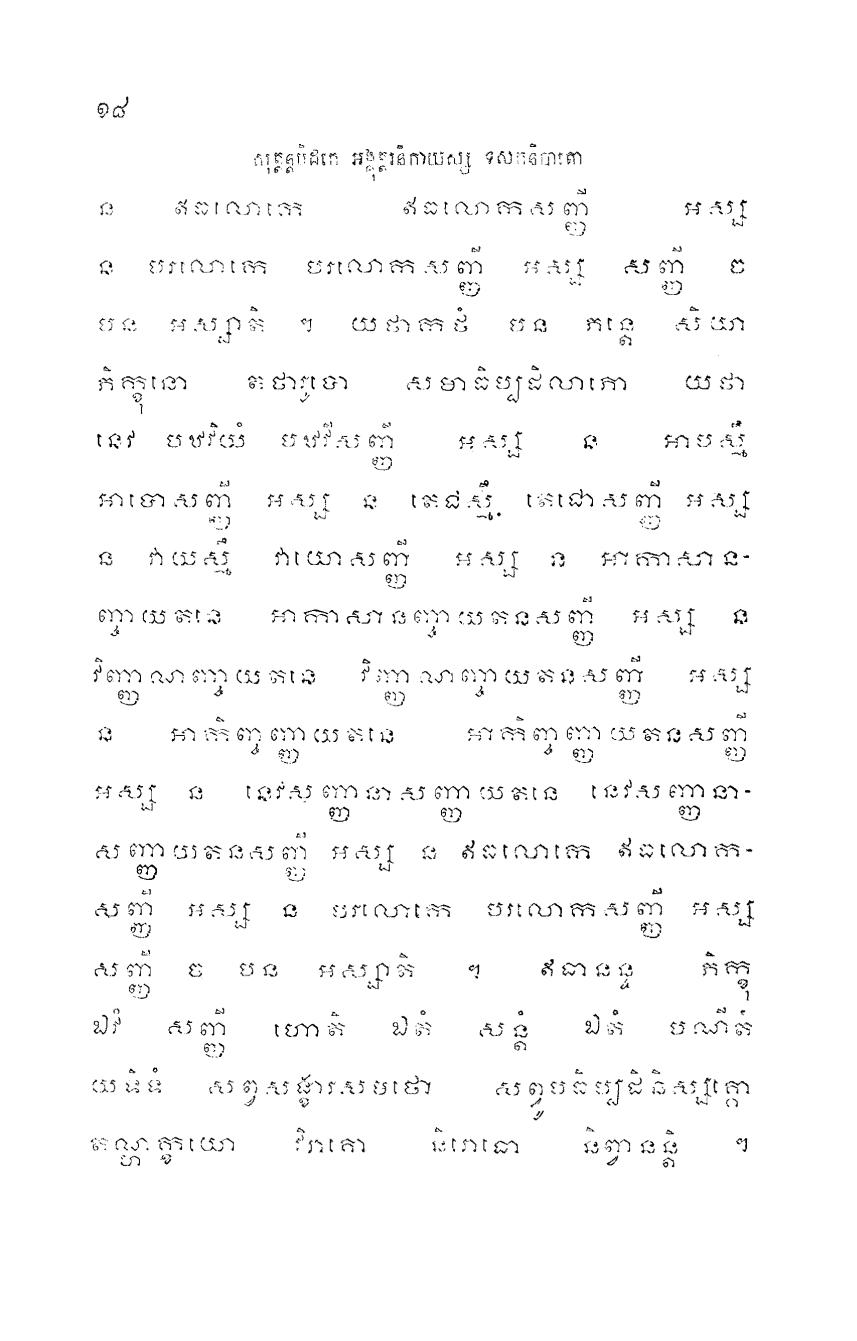 ១៨
សុត្តន្តបិដកេ អង្គុត្តរនិកាយស្ស ទសកនិបាតោ
ន ឥធលោកេ ឥធលោកសញ្ញី អស្ស
ន បរលោកេ បរលោកសញ្ញី អស្ស សញ្ញី ច
បន អស្សាតិ ។ យថាកថំ បន ភន្តេ សិយា
ភិក្ខុនោ តថារូបោ សមាធិប្បដិលាភោ យថា
នេវ បឋវិយំ បឋវីសញ្ញី អស្ស ន អាបស្មឹ
អាបោសញ្ញី អស្ស ន តេជស្មឹ តេជោសញ្ញី អស្ស
ន វាយស្មឹ វាយោសញ្ញី អស្ស ន អាកាសាន-
ញ្ចាយតនេ អាកាសានញ្ចាយតនសញ្ញី អស្ស ន
វិញ្ញាណញ្ចាយតនេ វិញ្ញាណញ្ចាយតនសញ្ញី អស្ស
ន អាកិញ្ចញ្ញាយតនេ អាកិញ្ចញ្ញាយតនសញ្ញី
អស្ស ន នេវសញ្ញានាសញ្ញាយតនេ នេវសញ្ញានា-
សញ្ញាយតនសញ្ញី អស្ស ន ឥធលោកេ ឥធលោក-
សញ្ញី អស្ស ន បរលោកេ បរលោកសញ្ញី អស្ស
សញ្ញី ច បន អស្សាតិ ។ ឥធានន្ទ ភិក្ខុ
ឯវំ សញ្ញី ហោតិ ឯតំ សន្តំ ឯតំ បណីតំ
យទិទំ សព្វសង្ខារសមថោ សព្វូបធិប្បដិនិស្សគ្គោ
តណ្ហក្ខយោ វិរាគោ និរោធោ និព្វានន្តិ ។